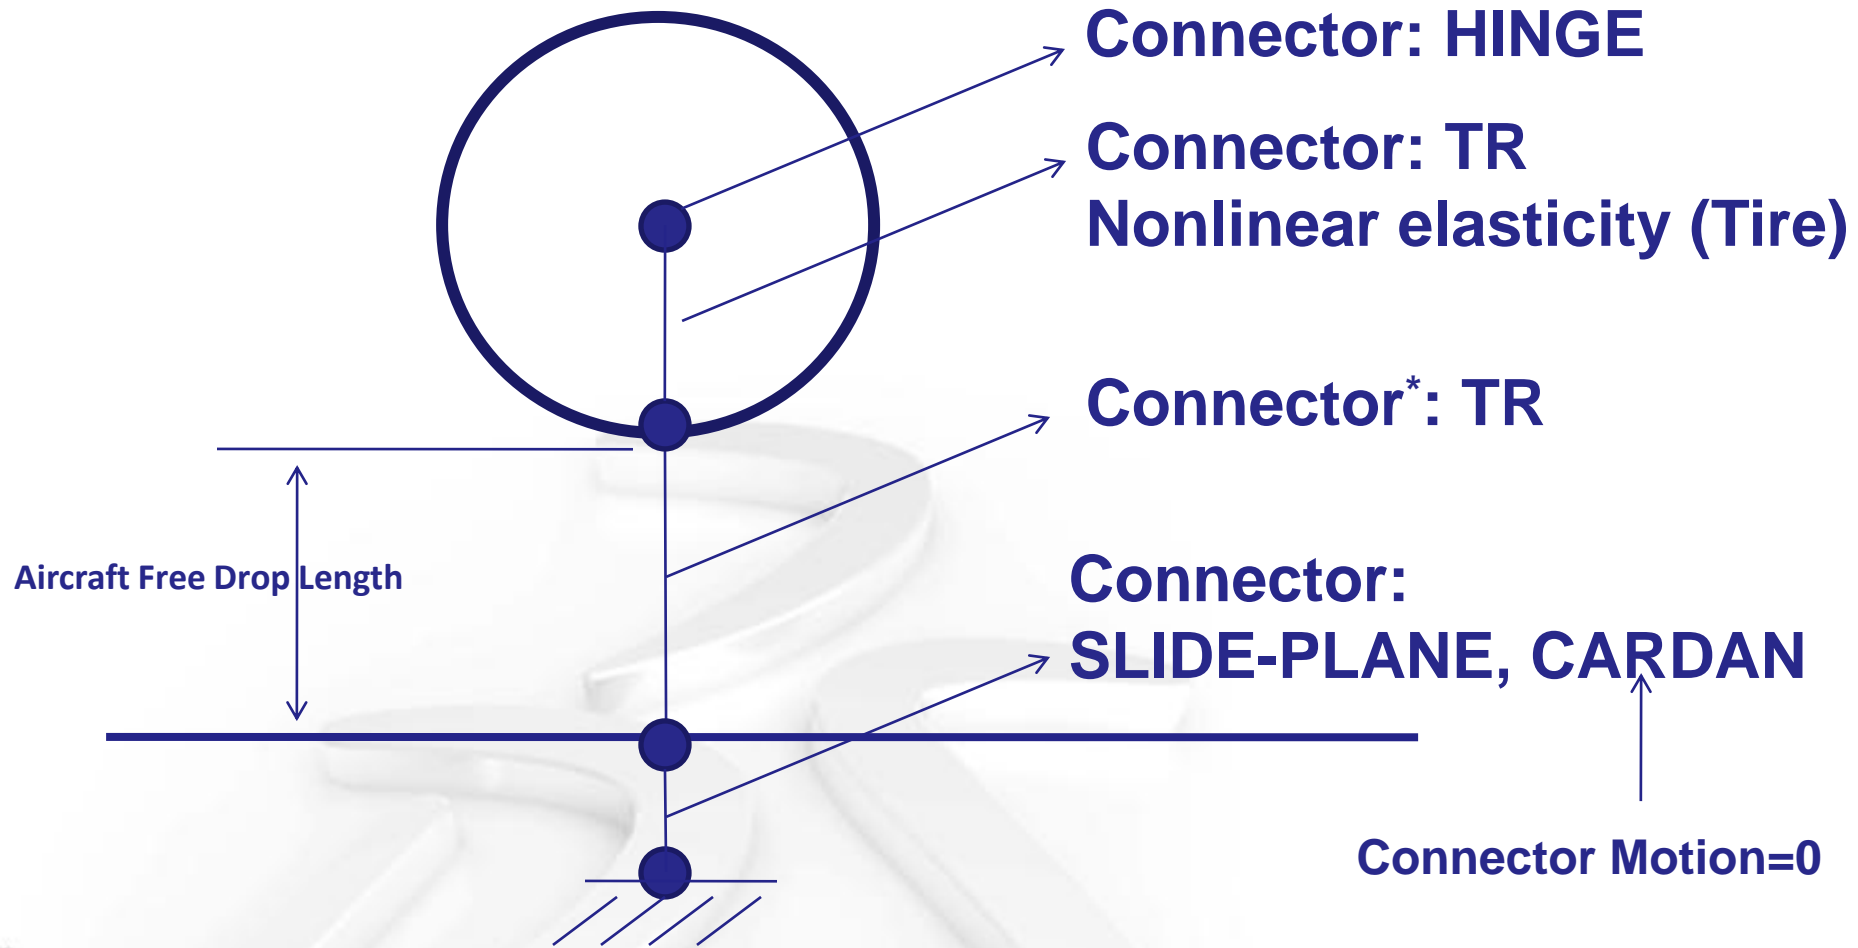 Connector: HINGE
Connector: TR
Nonlinear elasticity (Tire)
Connector*: TR
Aircraft Free Drop Length
Connector:
SLIDE-PLANE, CARDAN
Connector Motion=0